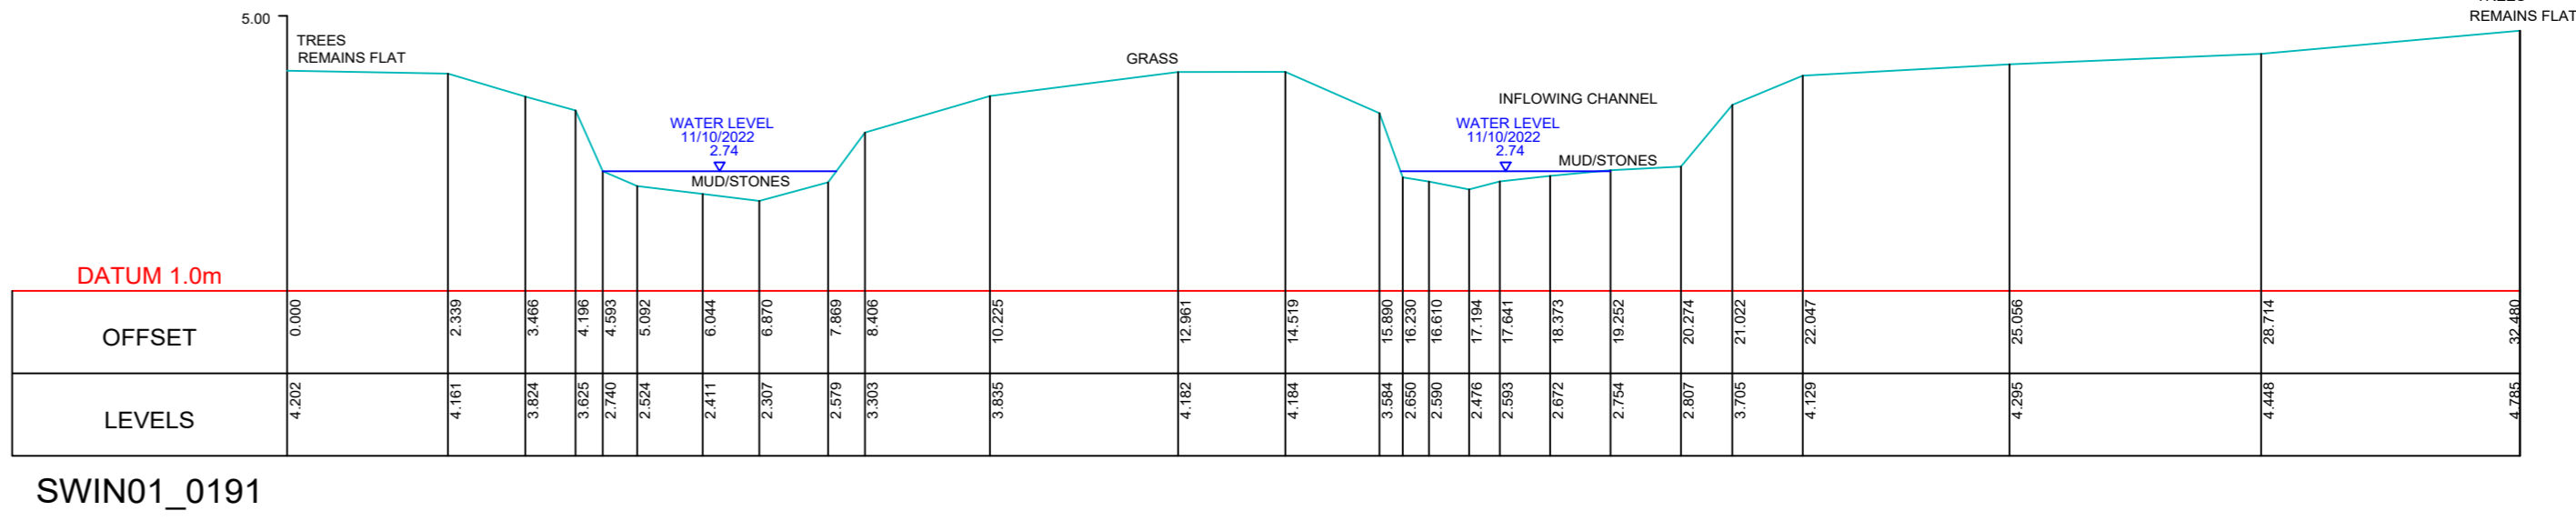 REMAINS FLAT
5.00
TREES
REMAINS FLAT
GRASS
INFLOWING CHANNEL
WATER LEVEL
11/10/2022
2.74
MUD/STONES
WATER LEVEL
11/10/2022
2.74
MUD/STONES
DATUM 1.0m
OFFSET 0.000 2.339 3.466 4.196 4.593 5.092 6.044 6.870 7.869 8.406 10.225 12.961 14.519 15.890 16.230 16.610 17.194 17.641 18.373 19.252 20.274 21.022 22.047 25.056 28.714 32.480
LEVELS 4.202 4.161 3.824 3.625 2.740 2.524 2.411 2.307 2.579 3.303 3.835 4.182 4.184 3.584 2.650 2.590 2.476 2.593 2.672 2.754 2.807 3.705 4.129 4.295 4.448 4.785
SWIN01_0191